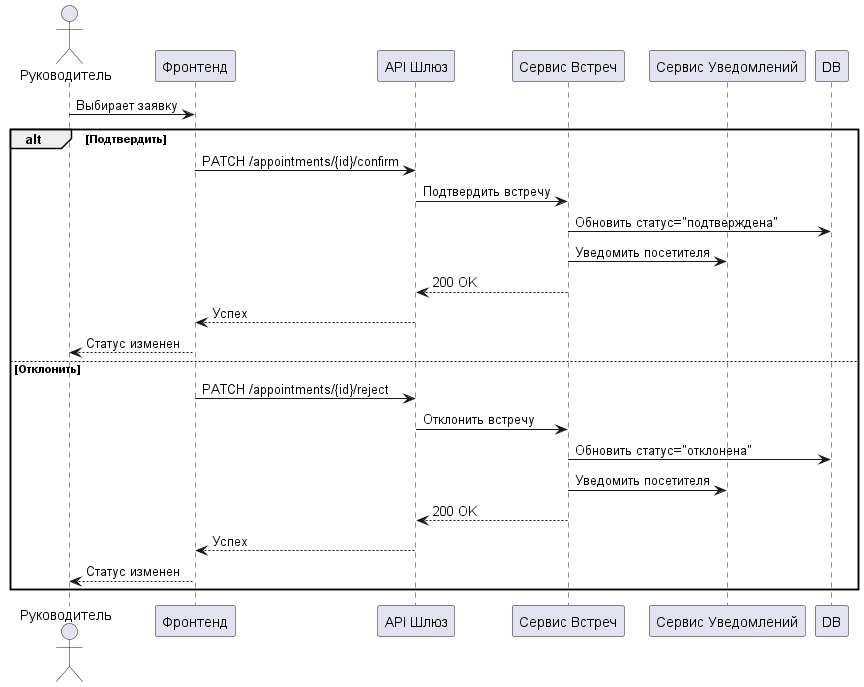 Руководитель
Фронтенд
API Шлюз
Сервис Встреч
Сервис Уведомлений
DB
Выбирает заявку
alt
[Подтвердить]
PATCH /appointments/{id}/confirm
Подтвердить встречу
Обновить статус="подтверждена"
Уведомить посетителя
200 OK
Успех
Статус изменен
[Отклонить]
PATCH /appointments/{id}/reject
Отклонить встречу
Обновить статус="отклонена"
Уведомить посетителя
200 OK
Успех
Статус изменен
Руководитель
Фронтенд
API Шлюз
Сервис Встреч
Сервис Уведомлений
DB